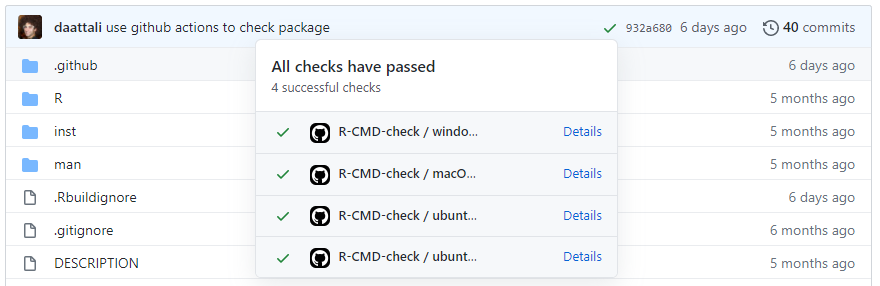 daattali use github actions to check package 932a680 6 days ago 40 commits
All checks have passed
4 successful checks
.github 6 days ago
R 5 months ago
inst 5 months ago
man 5 months ago
.Rbuildignore 6 days ago
.gitignore 6 months ago
DESCRIPTION 5 months ago
R-CMD-check / windo... Details
R-CMD-check / macO... Details
R-CMD-check / ubunt... Details
R-CMD-check / ubunt... Details